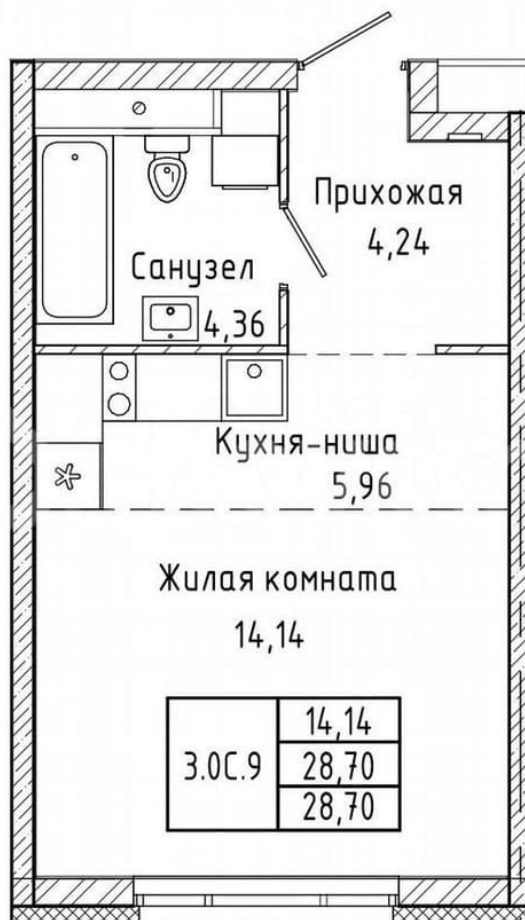 Прихожая
4,24
Санузел
4,36
Кухня-ниша
5,96
Жилая комната
14,14
3.0С.9
14,14
28,70
28,70